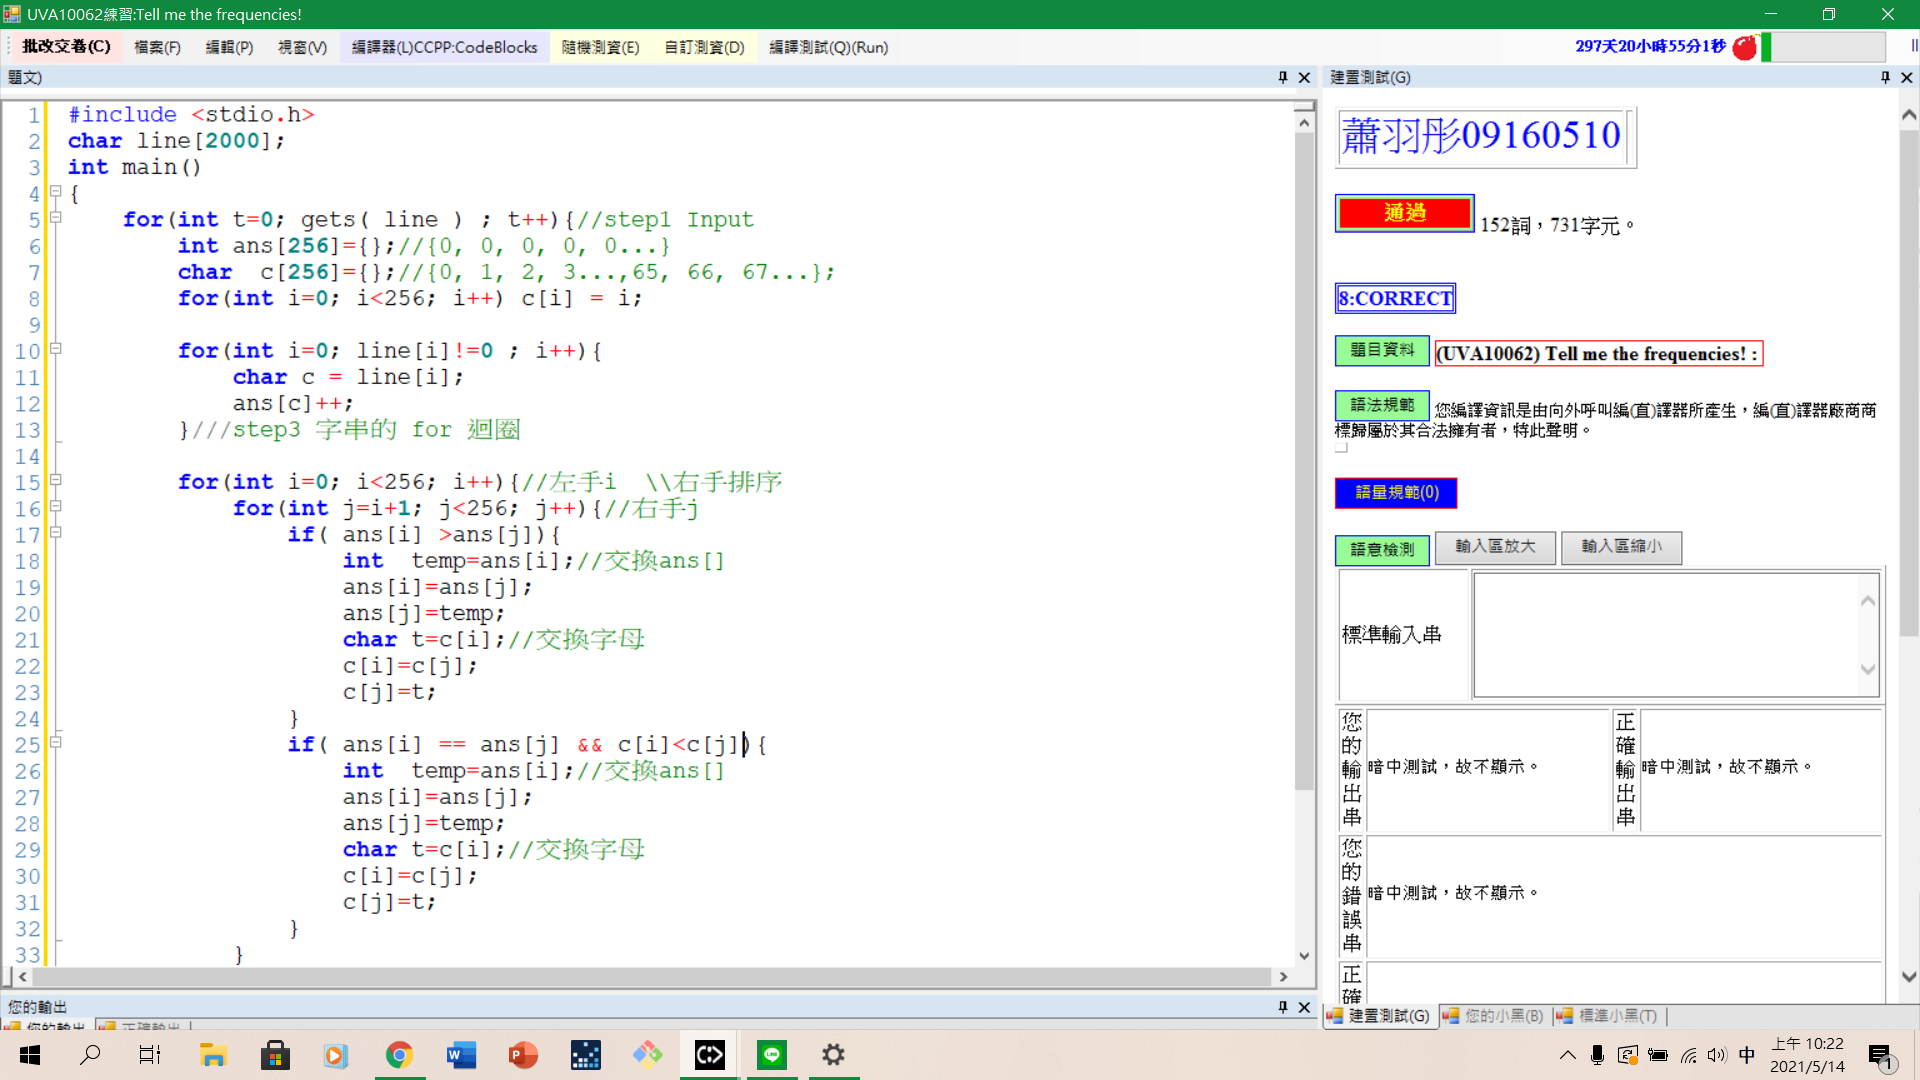 UVA10062練習:Tell me the frequencies!
批改交卷(C) 檔案(F) 編輯(P) 視窗(V) 編譯器(L)CCPP:CodeBlocks 隨機測資(E) 自訂測資(D) 編譯測試(Q)(Run) 297天20小時55分1秒
題文)
1 #include <stdio.h>
2 char line[2000];
3 int main()
4 {
5 for(int t=0; gets( line ) ; t++){//step1 Input
6 int ans[256]={};//{0, 0, 0, 0, 0...}
7 char  c[256]={};//{0, 1, 2, 3...,65, 66, 67...};
8 for(int i=0; i<256; i++) c[i] = i;
9
10 for(int i=0; line[i]!=0 ; i++){
11 char c = line[i];
12 ans[c]++;
13 }///step3 字串的 for 迴圈
14
15 for(int i=0; i<256; i++){//左手i  \\右手排序
16 for(int j=i+1; j<256; j++){//右手j
17 if( ans[i] >ans[j]){
18 int  temp=ans[i];//交換ans[]
19 ans[i]=ans[j];
20 ans[j]=temp;
21 char t=c[i];//交換字母
22 c[i]=c[j];
23 c[j]=t;
24 }
25 if( ans[i] == ans[j] && c[i]<c[j]){
26 int  temp=ans[i];//交換ans[]
27 ans[i]=ans[j];
28 ans[j]=temp;
29 char t=c[i];//交換字母
30 c[i]=c[j];
31 c[j]=t;
32 }
33 }
您的輸出
您的輸出 正確輸出
建置測試(G)
蕭羽彤09160510
通過 152詞，731字元。
8:CORRECT
題目資料 (UVA10062) Tell me the frequencies! :
語法規範 您編譯資訊是由向外呼叫編(直)譯器所產生，編(直)譯器廠商商
標歸屬於其合法擁有者，特此聲明。
語量規範(0)
語意檢測 輸入區放大 輸入區縮小
標準輸入串
您的輸出串 暗中測試，故不顯示。 正確輸出串 暗中測試，故不顯示。
您的錯誤串 暗中測試，故不顯示。
正確
建置測試(G) 您的小黑(B) 標準小黑(T)
中 上午 10:22
2021/5/14
1